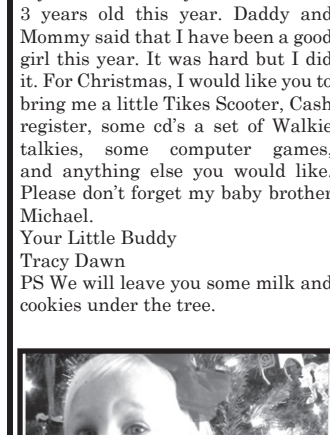 3 years old this year. Daddy and
Mommy said that I have been a good
girl this year. It was hard but I did
it. For Christmas, I would like you to
bring me a little Tikes Scooter, Cash
register, some cd's a set of Walkie
talkies, some computer games,
and anything else you would like.
Please don't forget my baby brother
Michael.
Your Little Buddy
Tracy Dawn
PS We will leave you some milk and
cookies under the tree.